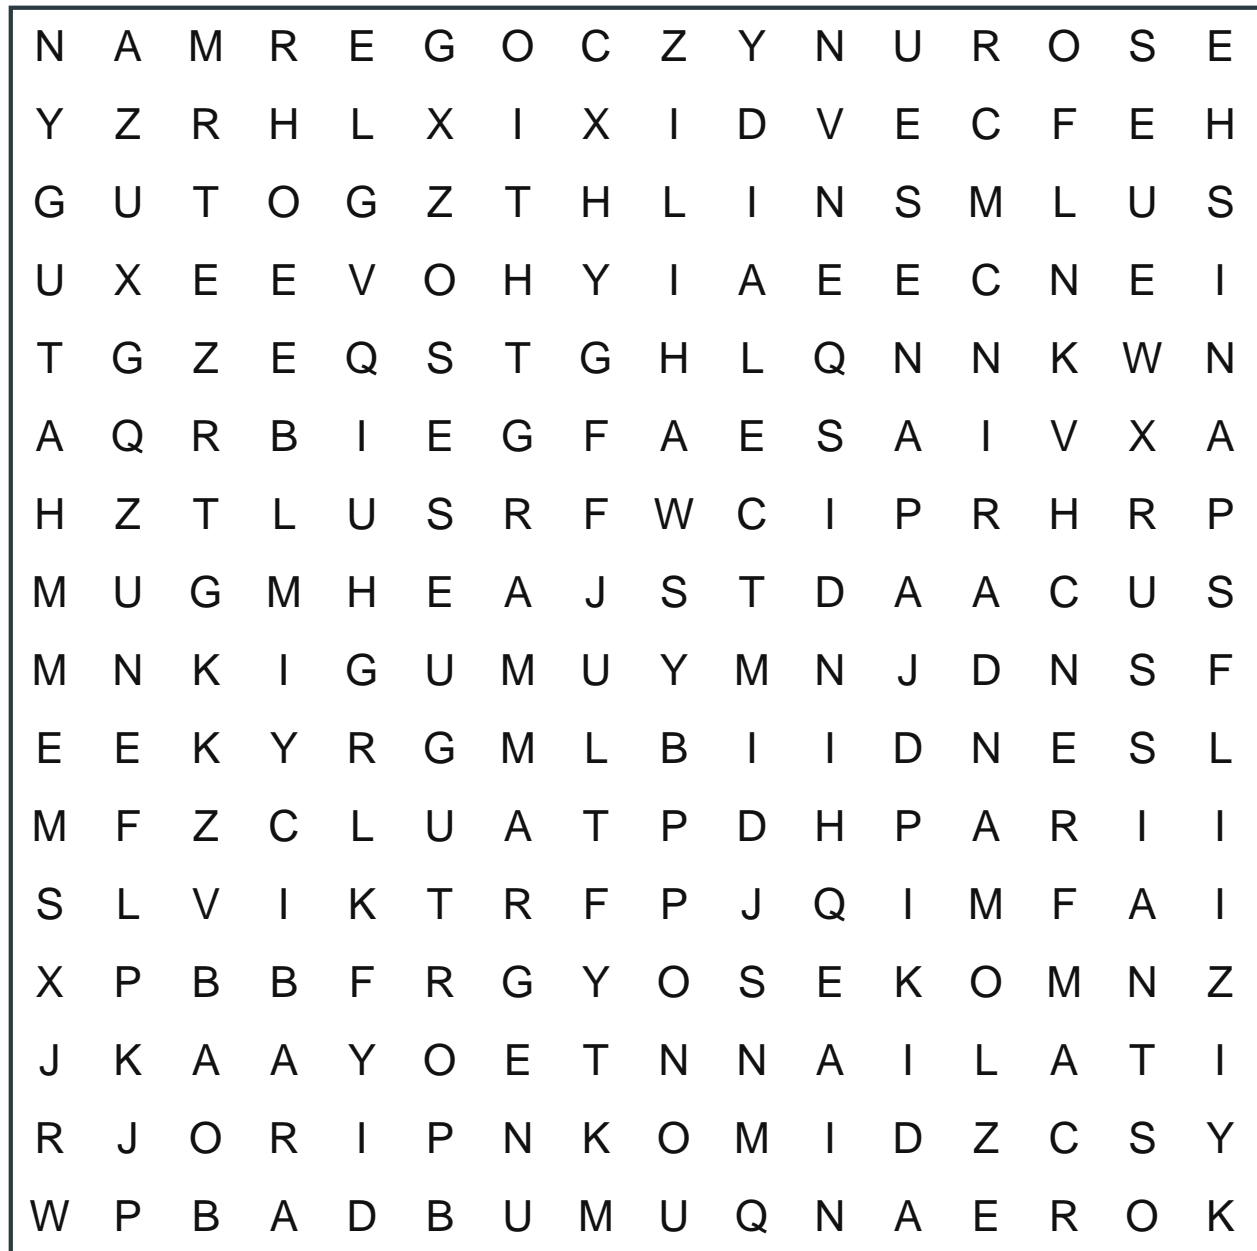 N A M R E G O C Z Y N U R O S E
Y Z R H L X I X I D V E C F E H
G U T O G Z T H L I N S M L U S
U X E E V O H Y I A E E C N E I
T G Z E Q S T G H L Q N N K W N
A Q R B I E G F A E S A I V X A
H Z T L U S R F W C I P R H R P
M U G M H E A J S T D A A C U S
M N K I G U M U Y M N J D N S F
E E K Y R G M L B I I D N E S L
M F Z C L U A T P D H P A R I I
S L V I K T R F P J Q I M F A I
X P B B F R G Y O S E K O M N Z
J K A A Y O E T N N A I L A T I
R J O R I P N K O M I D Z C S Y
W P B A D B U M U Q N A E R O K